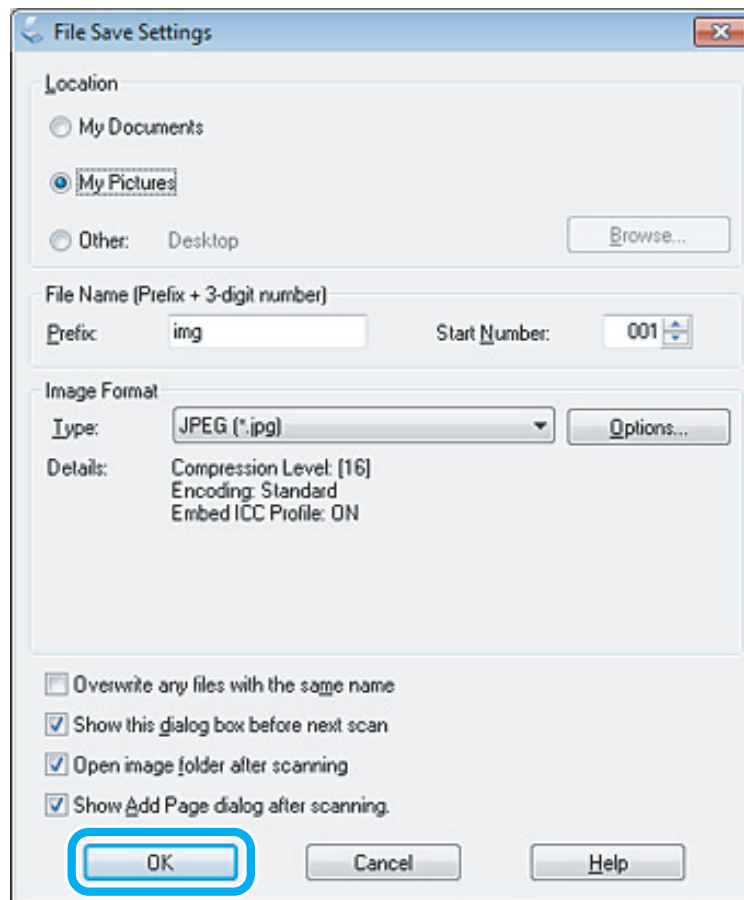 File Save Settings
Location
My Documents
My Pictures
Other: Desktop Browse...
File Name (Prefix + 3-digit number)
Prefix: img Start Number: 001
Image Format
Type: JPEG (*.jpg) Options...
Details: Compression Level: [16]
Encoding: Standard
Embed ICC Profile: ON
Overwrite any files with the same name
Show this dialog box before next scan
Open image folder after scanning
Show Add Page dialog after scanning.
OK Cancel Help